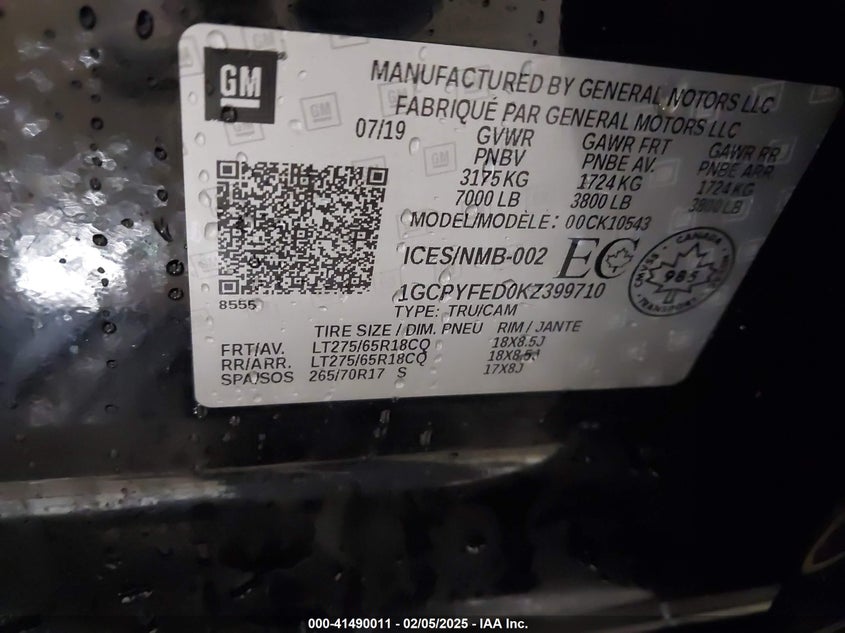 GM
MANUFACTURED BY GENERAL MOTORS LLC
FABRIQUÉ PAR GENERAL MOTORS LLC
07/19
GVWR GAWR FRT GAWR RR
PNBV PNBE AV. PNBE ARR
3175 KG 1724 KG 1724 KG
7000 LB 3800 LB 3800 LB
MODEL/MODÈLE: 00CK10543
ICES/NMB-002 EC
CANADA
CMVSS - NSVAC
985
TRANSPORT
8555
1GCPYFED0KZ399710
TYPE: TRU/CAM
TIRE SIZE / DIM. PNEU RIM / JANTE
FRT/AV. LT275/65R18CQ 18X8.5J
RR/ARR. LT275/65R18CQ 18X8.5J
SPA/SOS 265/70R17 S 17X8J
000-41490011 - 02/05/2025 - IAA Inc.